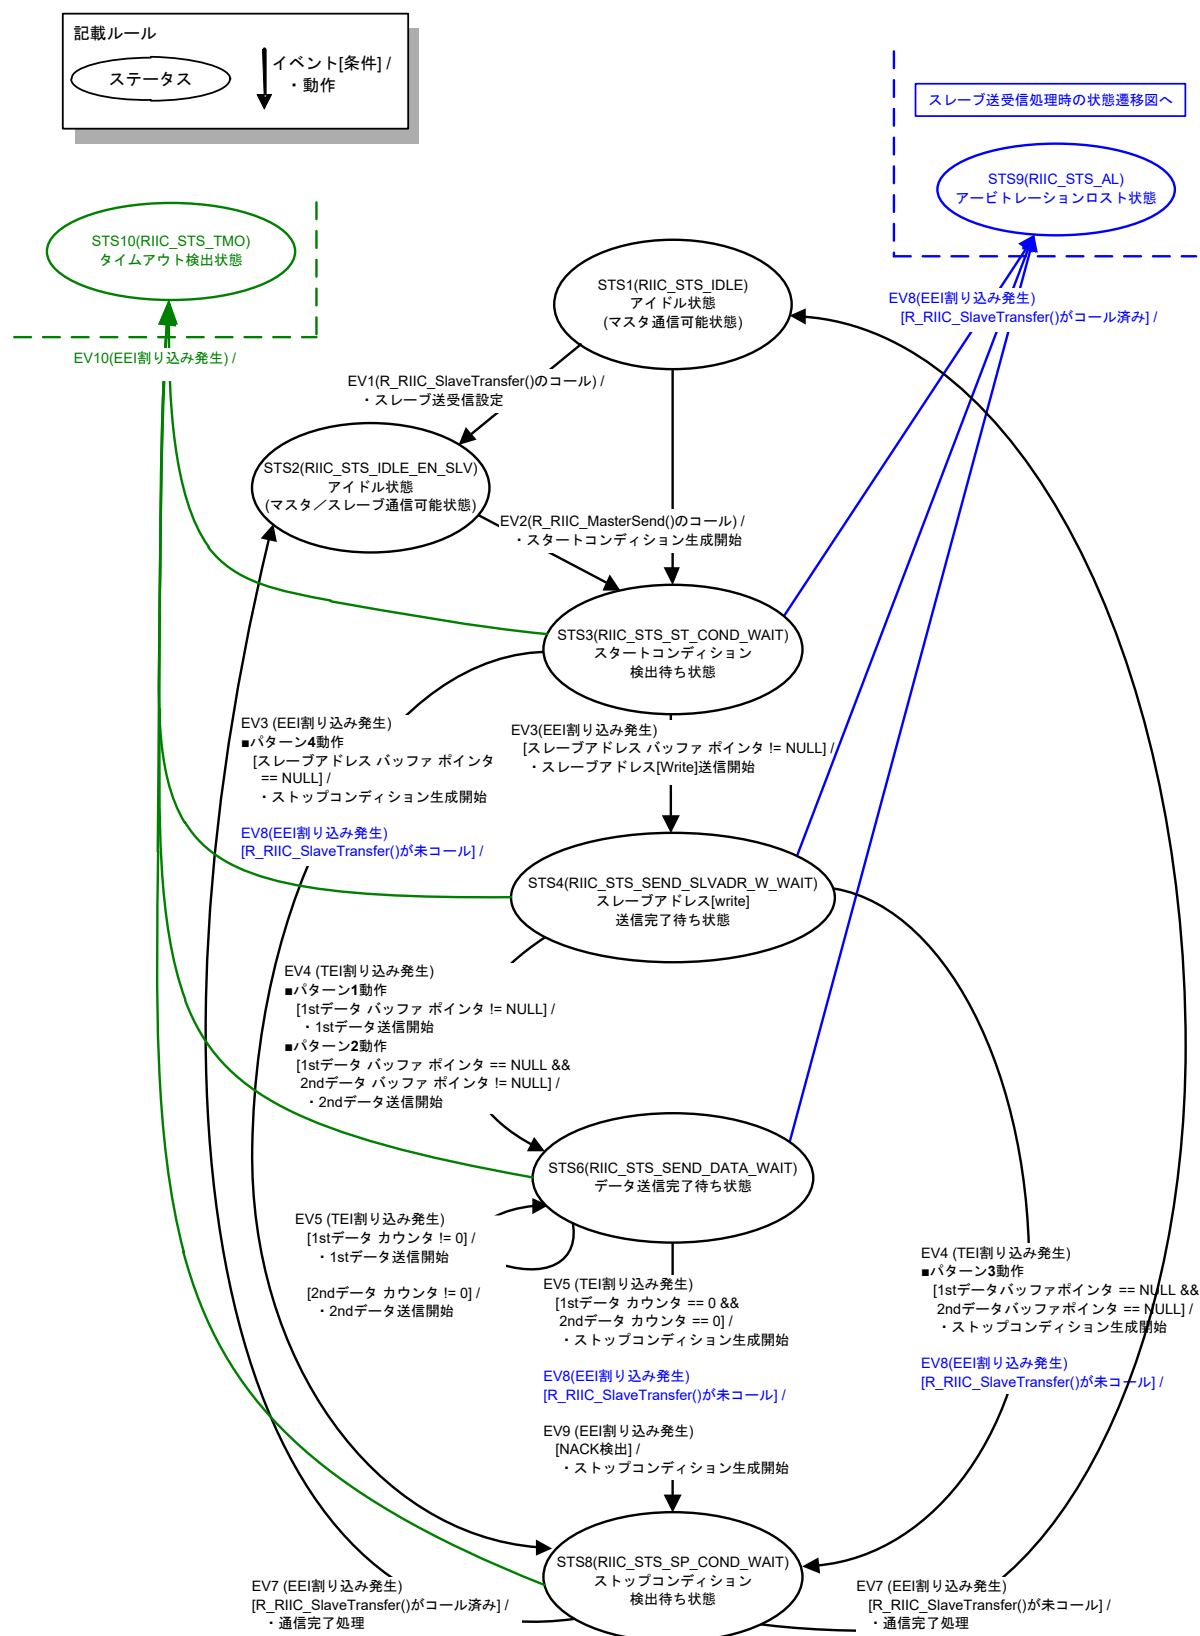 記載ルール
ステータス
イベント[条件] /
・動作
スレーブ送受信処理時の状態遷移図へ
STS9(RIIC_STS_AL)
アービトレーションロスト状態
STS10(RIIC_STS_TMO)
タイムアウト検出状態
STS1(RIIC_STS_IDLE)
アイドル状態
(マスタ通信可能状態)
EV8(EEI割り込み発生)
[R_RIIC_SlaveTransfer()がコール済み] /
EV10(EEI割り込み発生) /
EV1(R_RIIC_SlaveTransfer()のコール) /
・スレーブ送受信設定
STS2(RIIC_STS_IDLE_EN_SLV)
アイドル状態
(マスタ／スレーブ通信可能状態)
EV2(R_RIIC_MasterSend()のコール) /
・スタートコンディション生成開始
STS3(RIIC_STS_ST_COND_WAIT)
スタートコンディション
検出待ち状態
EV3 (EEI割り込み発生)
■パターン4動作
[スレーブアドレス バッファ ポインタ
== NULL] /
・ストップコンディション生成開始
EV8(EEI割り込み発生)
[R_RIIC_SlaveTransfer()が未コール] /
EV3(EEI割り込み発生)
[スレーブアドレス バッファ ポインタ != NULL] /
・スレーブアドレス[Write]送信開始
STS4(RIIC_STS_SEND_SLVADR_W_WAIT)
スレーブアドレス[write]
送信完了待ち状態
EV4 (TEI割り込み発生)
■パターン1動作
[1stデータ バッファ ポインタ != NULL] /
・1stデータ送信開始
■パターン2動作
[1stデータ バッファ ポインタ == NULL &&
2ndデータ バッファ ポインタ != NULL] /
・2ndデータ送信開始
STS6(RIIC_STS_SEND_DATA_WAIT)
データ送信完了待ち状態
EV5 (TEI割り込み発生)
[1stデータ カウンタ != 0] /
・1stデータ送信開始
[2ndデータ カウンタ != 0] /
・2ndデータ送信開始
EV5 (TEI割り込み発生)
[1stデータ カウンタ == 0 &&
2ndデータ カウンタ == 0] /
・ストップコンディション生成開始
EV8(EEI割り込み発生)
[R_RIIC_SlaveTransfer()が未コール] /
EV9 (EEI割り込み発生)
[NACK検出] /
・ストップコンディション生成開始
EV4 (TEI割り込み発生)
■パターン3動作
[1stデータバッファポインタ == NULL &&
2ndデータバッファポインタ == NULL] /
・ストップコンディション生成開始
EV8(EEI割り込み発生)
[R_RIIC_SlaveTransfer()が未コール] /
STS8(RIIC_STS_SP_COND_WAIT)
ストップコンディション
検出待ち状態
EV7 (EEI割り込み発生)
[R_RIIC_SlaveTransfer()がコール済み] /
・通信完了処理
EV7 (EEI割り込み発生)
[R_RIIC_SlaveTransfer()が未コール] /
・通信完了処理